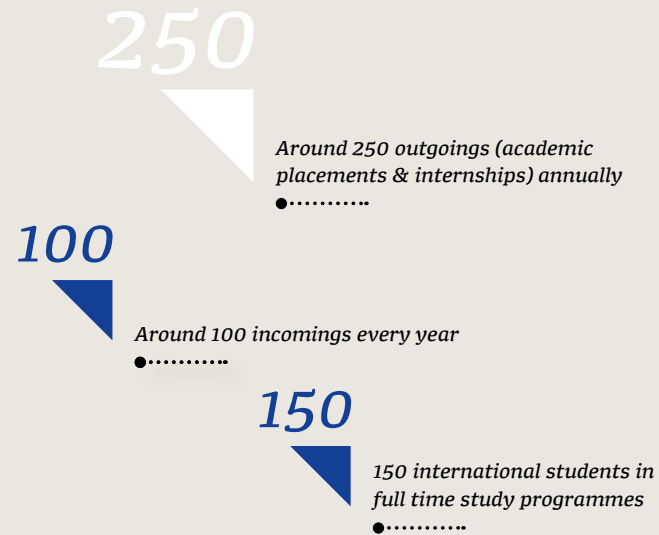 250
Around 250 outgoings (academic
placements & internships) annually
100
Around 100 incomings every year
150
150 international students in
full time study programmes